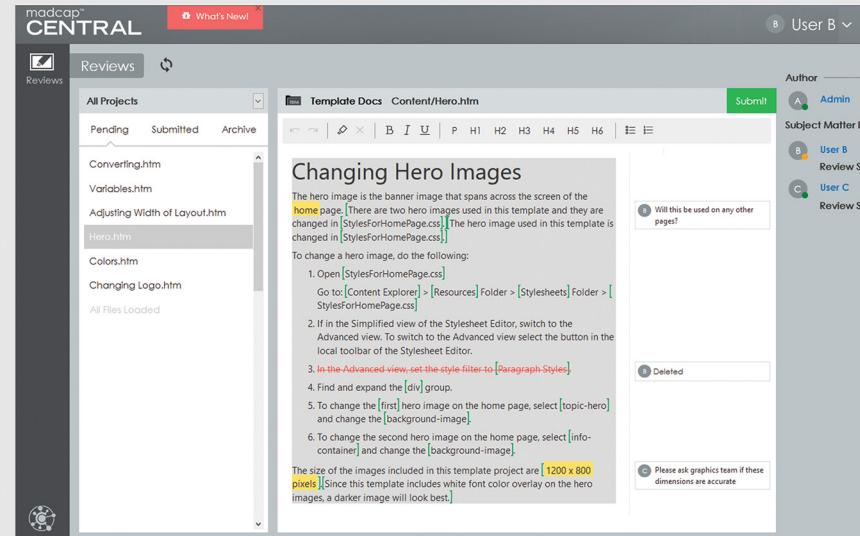 madcap™
CENTRAL
What's New!
B User B
Reviews
Reviews
All Projects
Pending Submitted Archive
Converting.htm
Variables.htm
Adjusting Width of Layout.htm
Hero.htm
Colors.htm
Changing Logo.htm
All Files Loaded
Template Docs Content/Hero.htm
Submit
B I U P H1 H2 H3 H4 H5 H6
Changing Hero Images
The hero image is the banner image that spans across the screen of the
home page. [There are two hero images used in this template and they are
changed in [StylesForHomePage.css].][The hero image used in this template is
changed in [StylesForHomePage.css].]
To change a hero image, do the following:
1. Open [StylesForHomePage.css]
Go to: [Content Explorer] > [Resources] Folder > [Stylesheets] Folder > [
StylesForHomePage.css]
2. If in the Simplified view of the Stylesheet Editor, switch to the
Advanced view. To switch to the Advanced view select the button in the
local toolbar of the Stylesheet Editor.
3. In the Advanced view, set the style filter to [Paragraph Styles].
4. Find and expand the [div] group.
5. To change the [first] hero image on the home page, select [topic-hero]
and change the [background-image].
6. To change the second hero image on the home page, select [info-
container] and change the [background-image].
The size of the images included in this template project are [1200 x 800
pixels].[Since this template includes white font color overlay on the hero
images, a darker image will look best.]
B Will this be used on any other
pages?
B Deleted
C Please ask graphics team if these
dimensions are accurate
Author
A Admin
Subject Matter
B User B
Review S
C User C
Review S